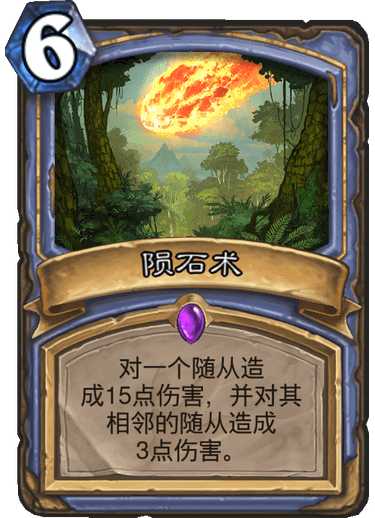 6
陨石术
对一个随从造
成15点伤害，并对其
相邻的随从造成
3点伤害。